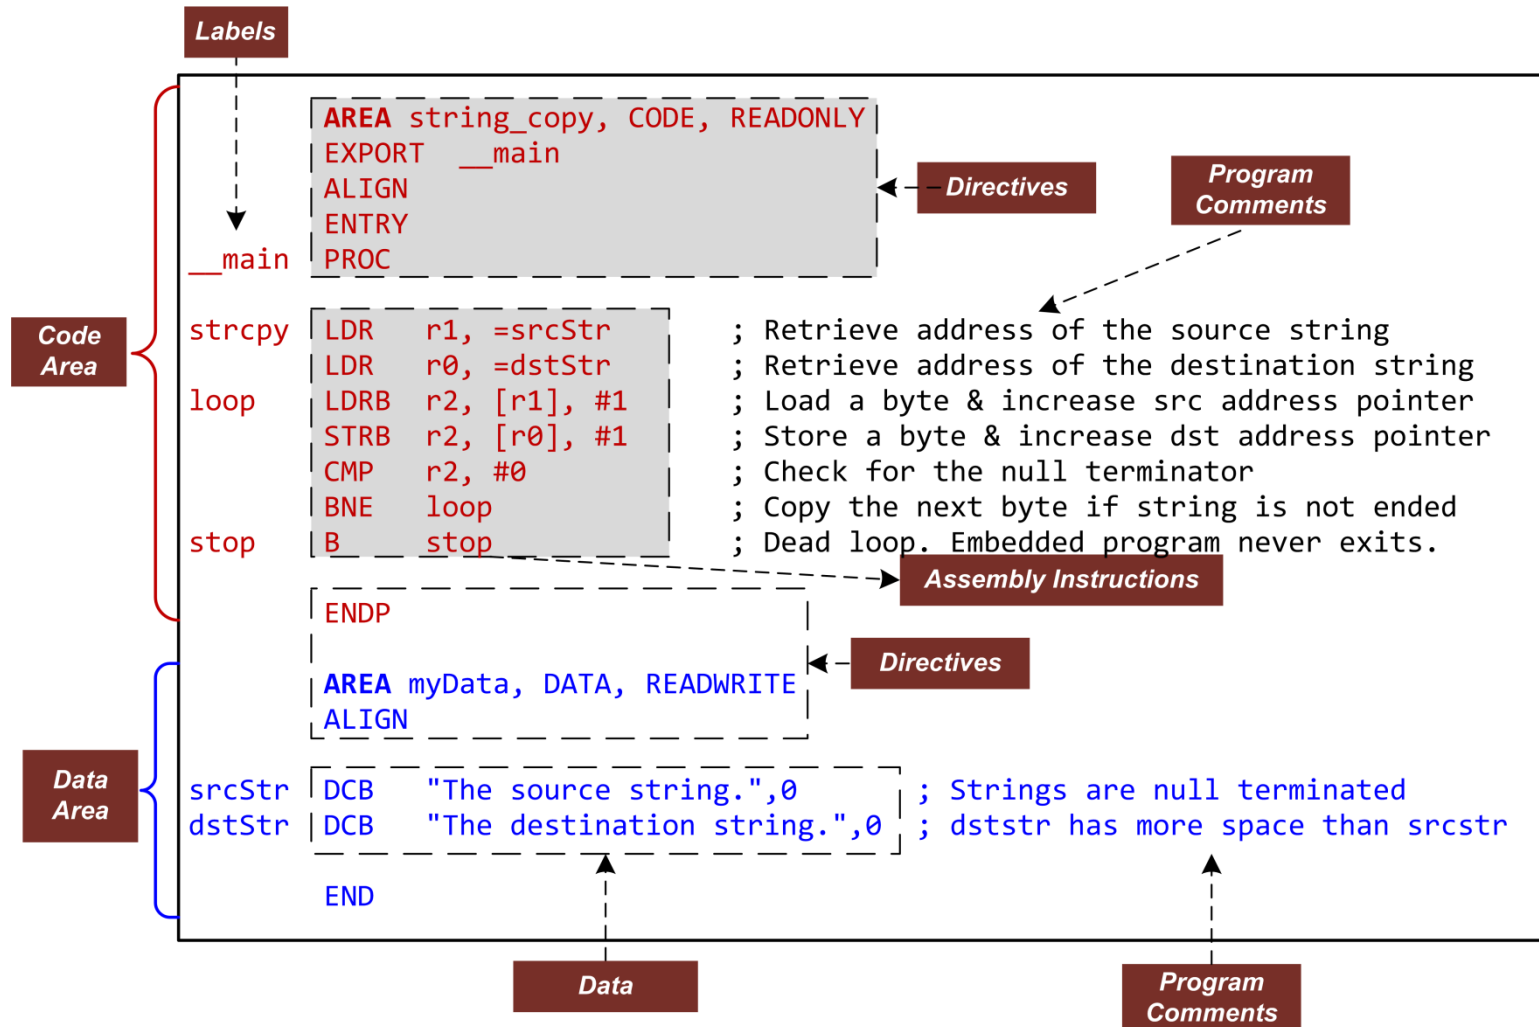 Labels
AREA string_copy, CODE, READONLY
EXPORT __main
ALIGN
ENTRY
__main PROC
Directives
Program
Comments
Code
Area
strcpy LDR r1, =srcStr ; Retrieve address of the source string
LDR r0, =dstStr ; Retrieve address of the destination string
loop LDRB r2, [r1], #1 ; Load a byte & increase src address pointer
STRB r2, [r0], #1 ; Store a byte & increase dst address pointer
CMP r2, #0 ; Check for the null terminator
BNE loop ; Copy the next byte if string is not ended
stop B stop ; Dead loop. Embedded program never exits.
Assembly Instructions
ENDP
Directives
AREA myData, DATA, READWRITE
ALIGN
Data
Area
srcStr DCB "The source string.",0 ; Strings are null terminated
dstStr DCB "The destination string.",0 ; dststr has more space than srcstr
END
Data
Program
Comments